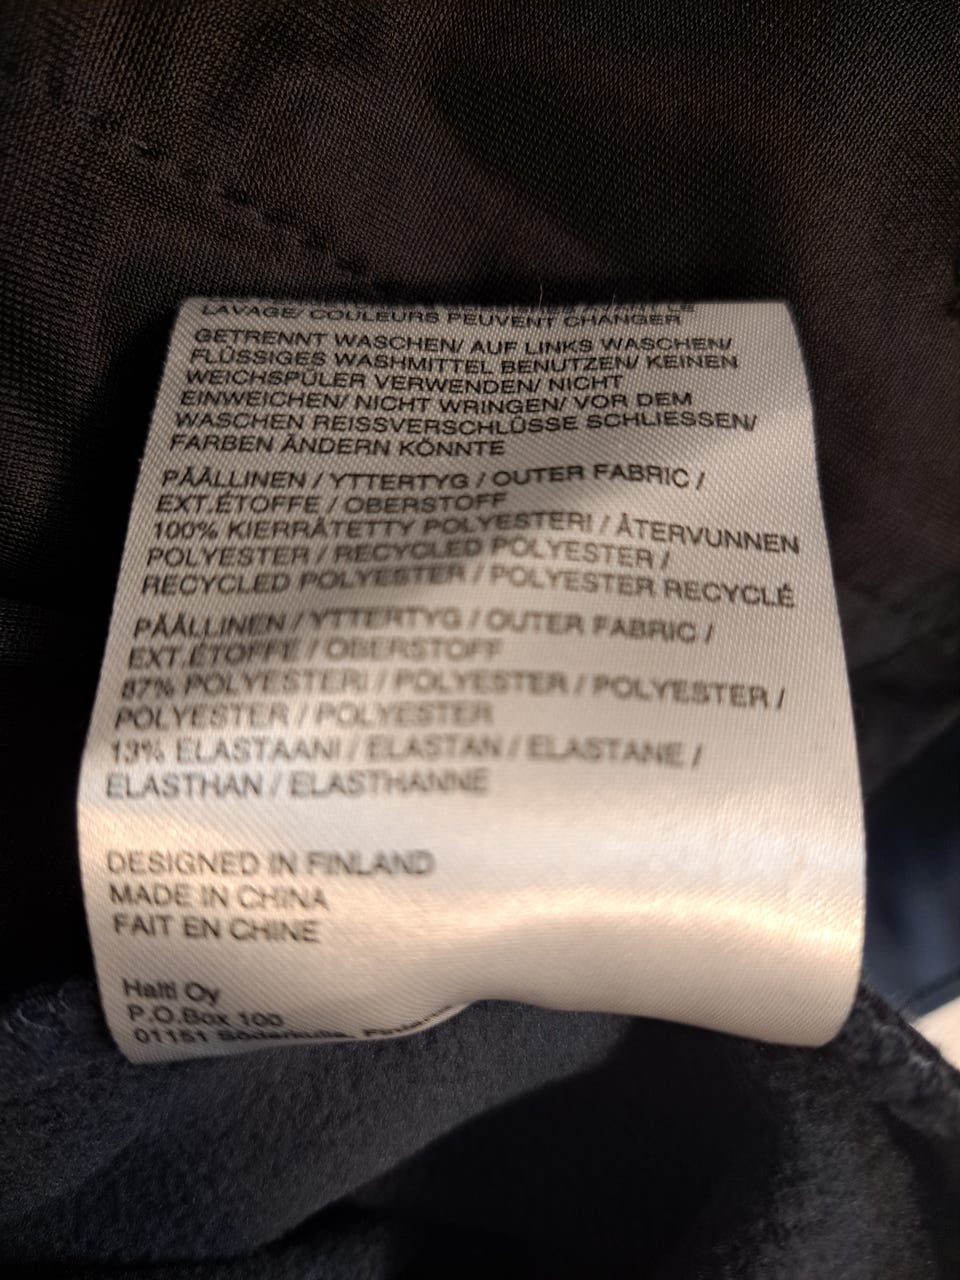 LAVAGE/ COULEURS PEUVENT CHANGER
GETRENNT WASCHEN/ AUF LINKS WASCHEN/
FLÜSSIGES WASHMITTEL BENUTZEN/ KEINEN
WEICHSPÜLER VERWENDEN/ NICHT
EINWEICHEN/ NICHT WRINGEN/ VOR DEM
WASCHEN REISSVERSCHLÜSSE SCHLIESSEN/
FARBEN ÄNDERN KÖNNTE
PÄÄLLINEN / YTTERTYG / OUTER FABRIC /
EXT.ÉTOFFE / OBERSTOFF
100% KIERRÄTETTY POLYESTERI / ÅTERVUNNEN
POLYESTER / RECYCLED POLYESTER /
RECYCLED POLYESTER / POLYESTER RECYCLÉ
PÄÄLLINEN / YTTERTYG / OUTER FABRIC /
EXT.ÉTOFFE / OBERSTOFF
87% POLYESTERI / POLYESTER / POLYESTER /
POLYESTER / POLYESTER
13% ELASTAANI / ELASTAN / ELASTANE /
ELASTHAN / ELASTHANNE
DESIGNED IN FINLAND
MADE IN CHINA
FAIT EN CHINE
Halti Oy
P.O.Box 100
01151 Söderkulla, Finland